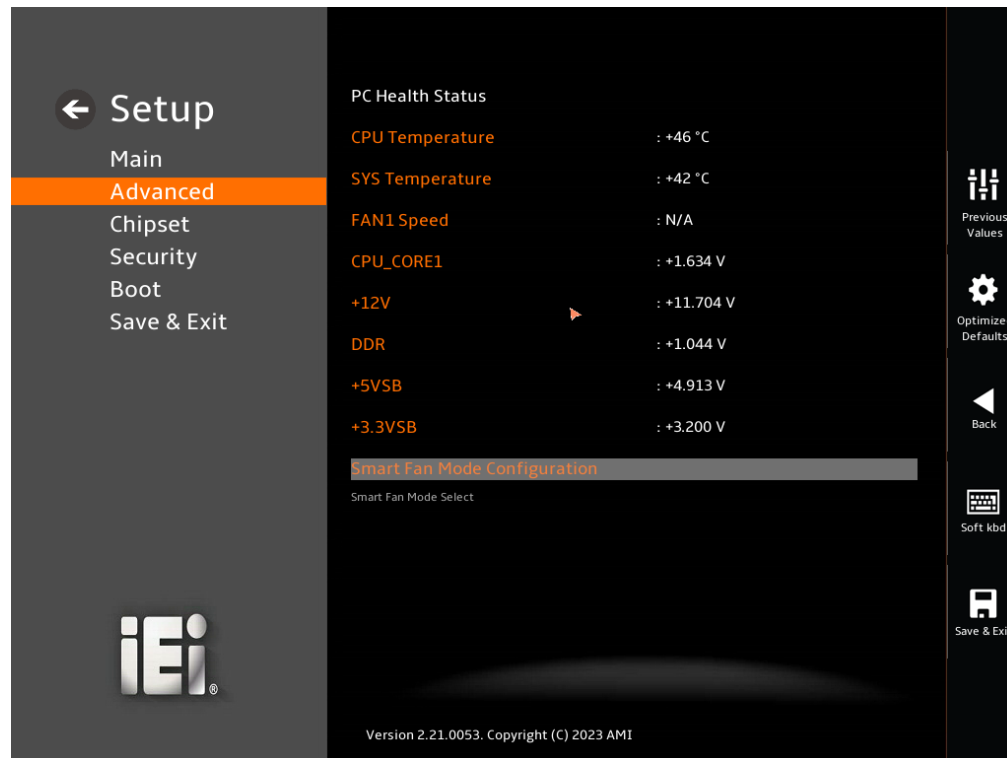 Setup
Main
Advanced
Chipset
Security
Boot
Save & Exit
iEi®
PC Health Status
CPU Temperature : +46 °C
SYS Temperature : +42 °C
FAN1 Speed : N/A
CPU_CORE1 : +1.634 V
+12V : +11.704 V
DDR : +1.044 V
+5VSB : +4.913 V
+3.3VSB : +3.200 V
Smart Fan Mode Configuration
Smart Fan Mode Select
Version 2.21.0053. Copyright (C) 2023 AMI
Previous
Values
Optimize
Defaults
Back
Soft kbd
Save & Exi